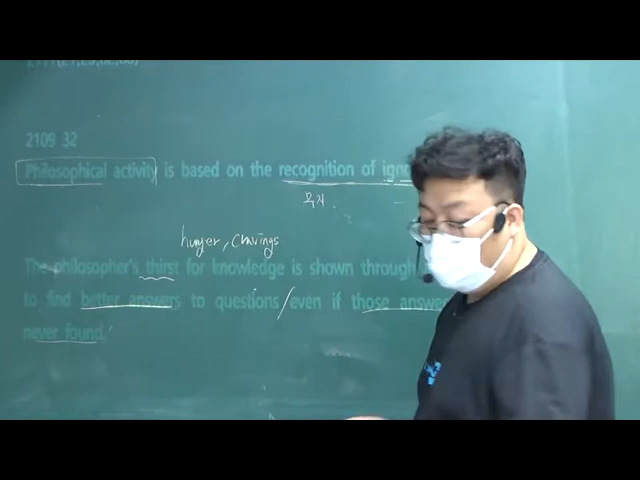 2109 32
Philosophical activity is based on the recognition of
무지
hunger, cravings
The philosopher's thirst for knowledge is shown through
to find better answers to questions / even if those
never found.'